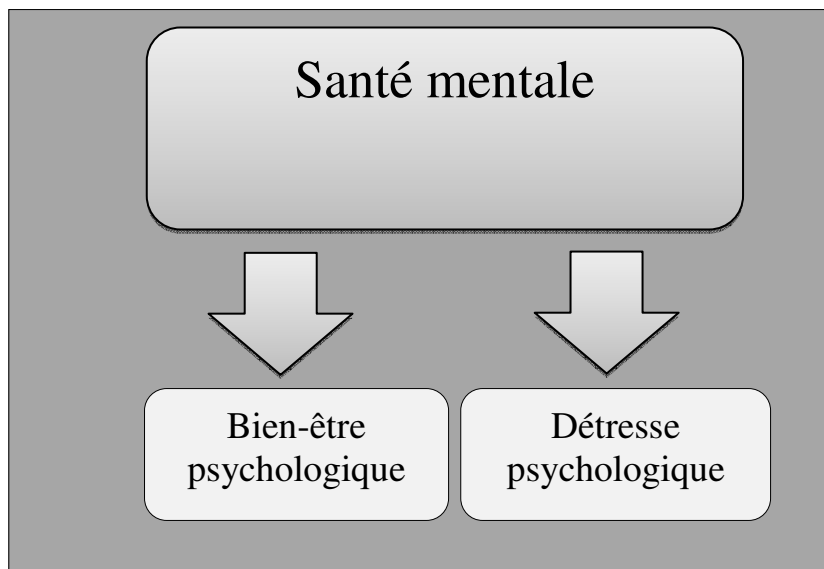 Santé mentale
Bien-être
psychologique
Détresse
psychologique